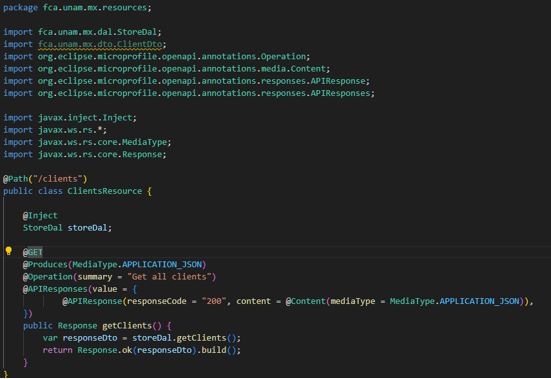 package fca.unam.mx.resources;

import fca.unam.mx.dal.StoreDal;
import fca.unam.mx.dto.ClientDto;
import org.eclipse.microprofile.openapi.annotations.Operation;
import org.eclipse.microprofile.openapi.annotations.media.Content;
import org.eclipse.microprofile.openapi.annotations.responses.APIResponse;
import org.eclipse.microprofile.openapi.annotations.responses.APIResponses;

import javax.inject.Inject;
import javax.ws.rs.*;
import javax.ws.rs.core.MediaType;
import javax.ws.rs.core.Response;

@Path("/clients")
public class ClientsResource {

    @Inject
    StoreDal storeDal;

    @GET
    @Produces(MediaType.APPLICATION_JSON)
    @Operation(summary = "Get all clients")
    @APIResponses(value = {
            @APIResponse(responseCode = "200", content = @Content(mediaType = MediaType.APPLICATION_JSON)),
    })
    public Response getClients() {
        var responseDto = storeDal.getClients();
        return Response.ok(responseDto).build();
    }
}